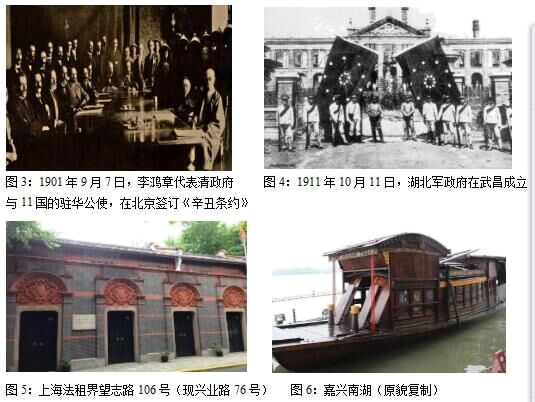 图3：1901年9月7日，李鸿章代表清政府
与11国的驻华公使，在北京签订《辛丑条约》
图4：1911年10月11日，湖北军政府在武昌成立
图5：上海法租界望志路106号（现兴业路76号）
图6：嘉兴南湖（原貌复制）